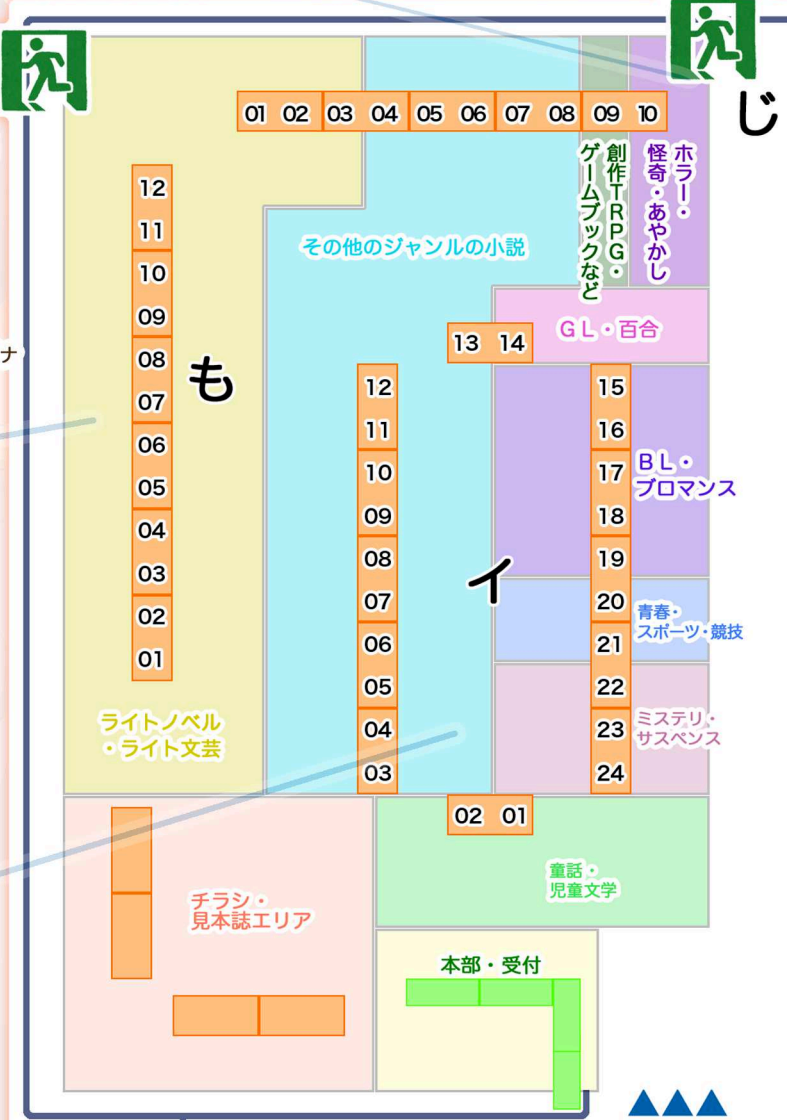 01 02 03 04 05 06 07 08 09 10
じ
創作TRPG・
ゲームブックなど
ホラー・
怪奇・あやかし
12
11
10
09
08
07
06
05
04
03
02
01
も
ナ
ライトノベル
・ライト文芸
その他のジャンルの小説
13 14
GL・百合
12
11
10
09
08
07
06
05
04
03
イ
15
16
17
18
19
20
21
22
23
24
BL・
ブロマンス
青春・
スポーツ・競技
ミステリ・
サスペンス
02 01
童話・
児童文学
チラシ・
見本誌エリア
本部・受付